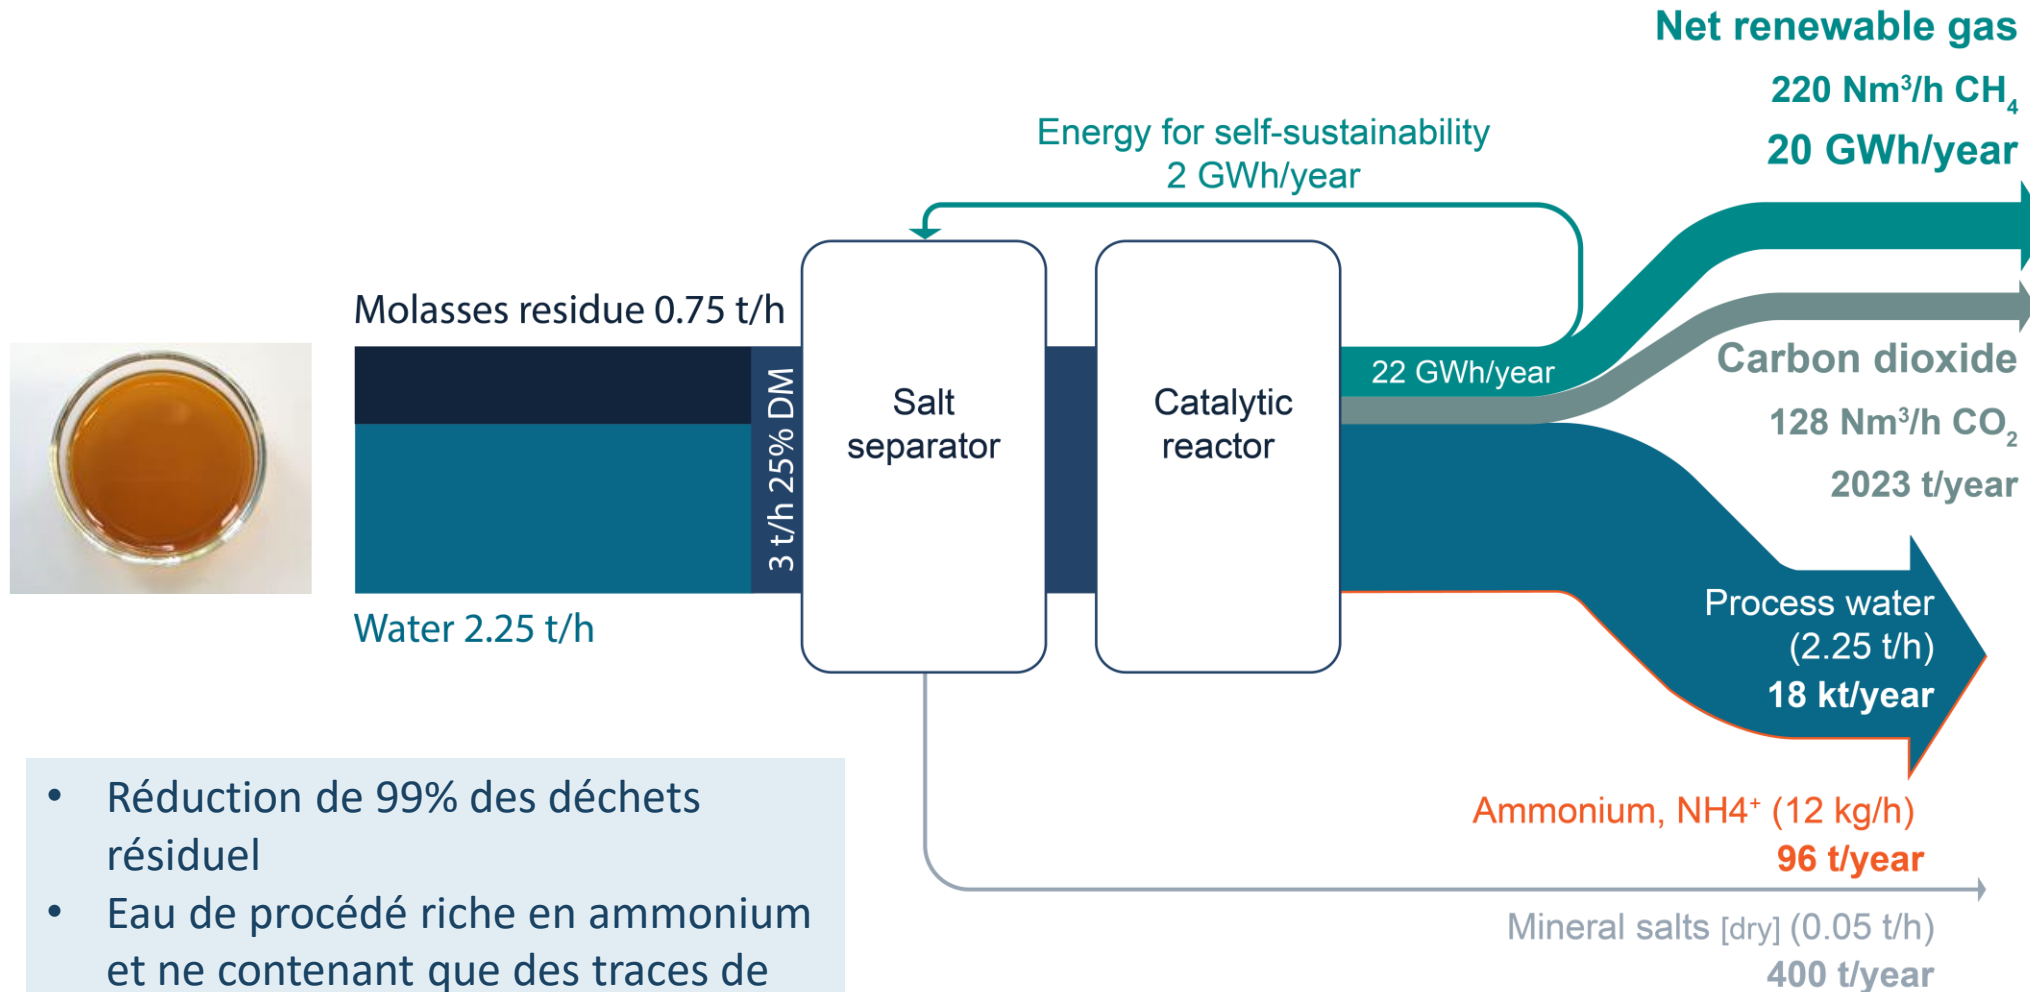 Net renewable gas
220 Nm³/h CH₄
20 GWh/year
Energy for self-sustainability
2 GWh/year
Molasses residue 0.75 t/h
3 t/h 25% DM
Salt
separator
Catalytic
reactor
22 GWh/year
Carbon dioxide
128 Nm³/h CO₂
2023 t/year
Water 2.25 t/h
Process water
(2.25 t/h)
18 kt/year
Ammonium, NH4⁺ (12 kg/h)
96 t/year
Mineral salts [dry] (0.05 t/h)
400 t/year
• Réduction de 99% des déchets
résiduel
• Eau de procédé riche en ammonium
et ne contenant que des traces de